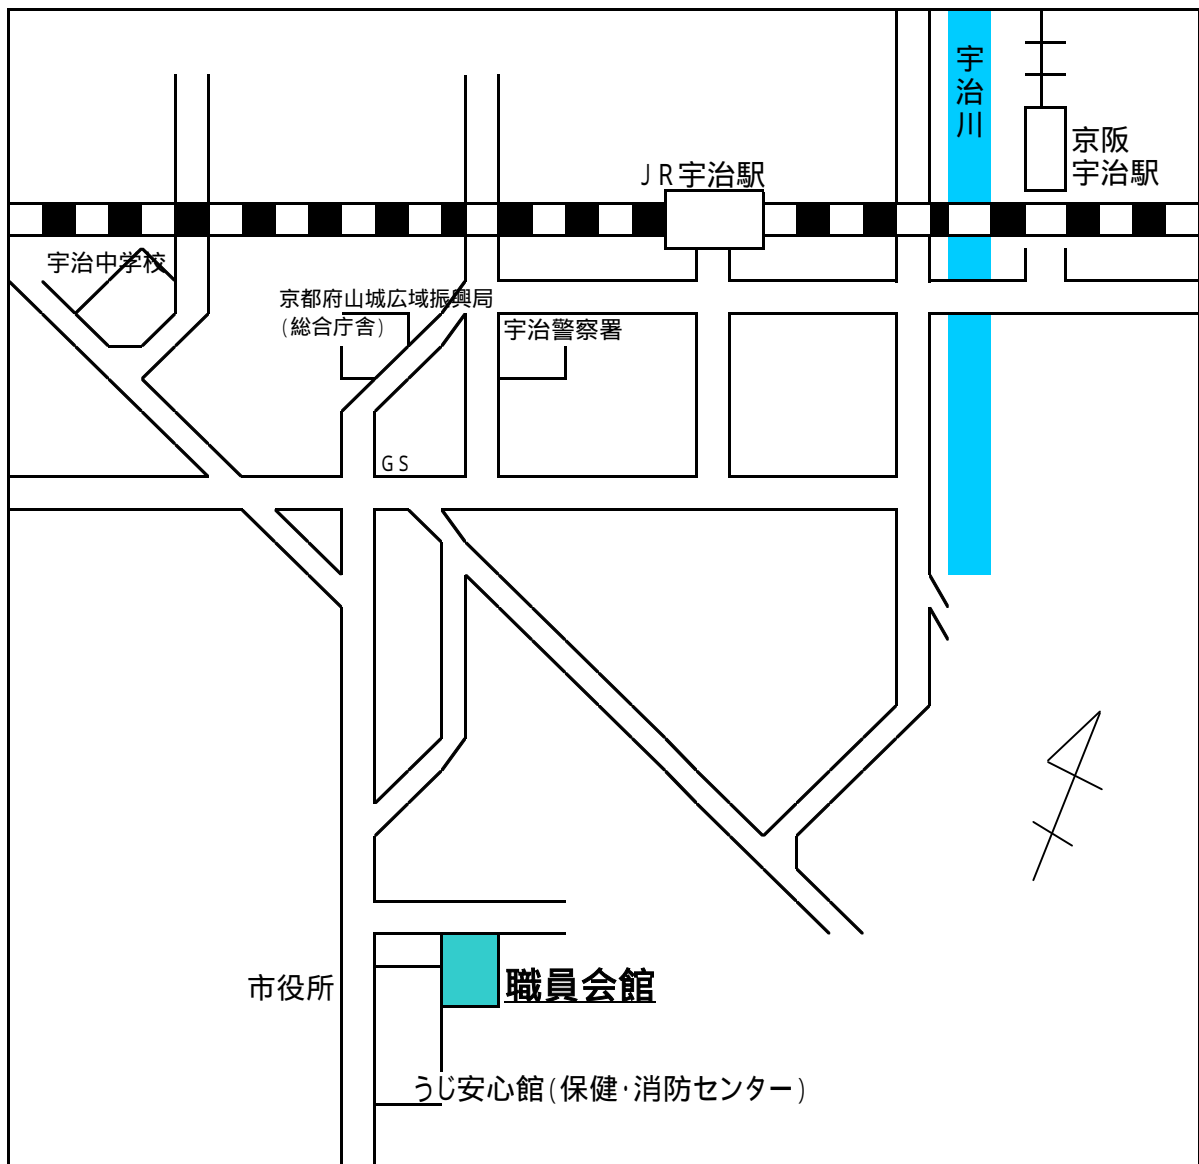 宇治川
京阪
宇治駅
JR宇治駅
宇治中学校
京都府山城広域振興局
(総合庁舎)
宇治警察署
GS
市役所
職員会館
うじ安心館(保健・消防センター)